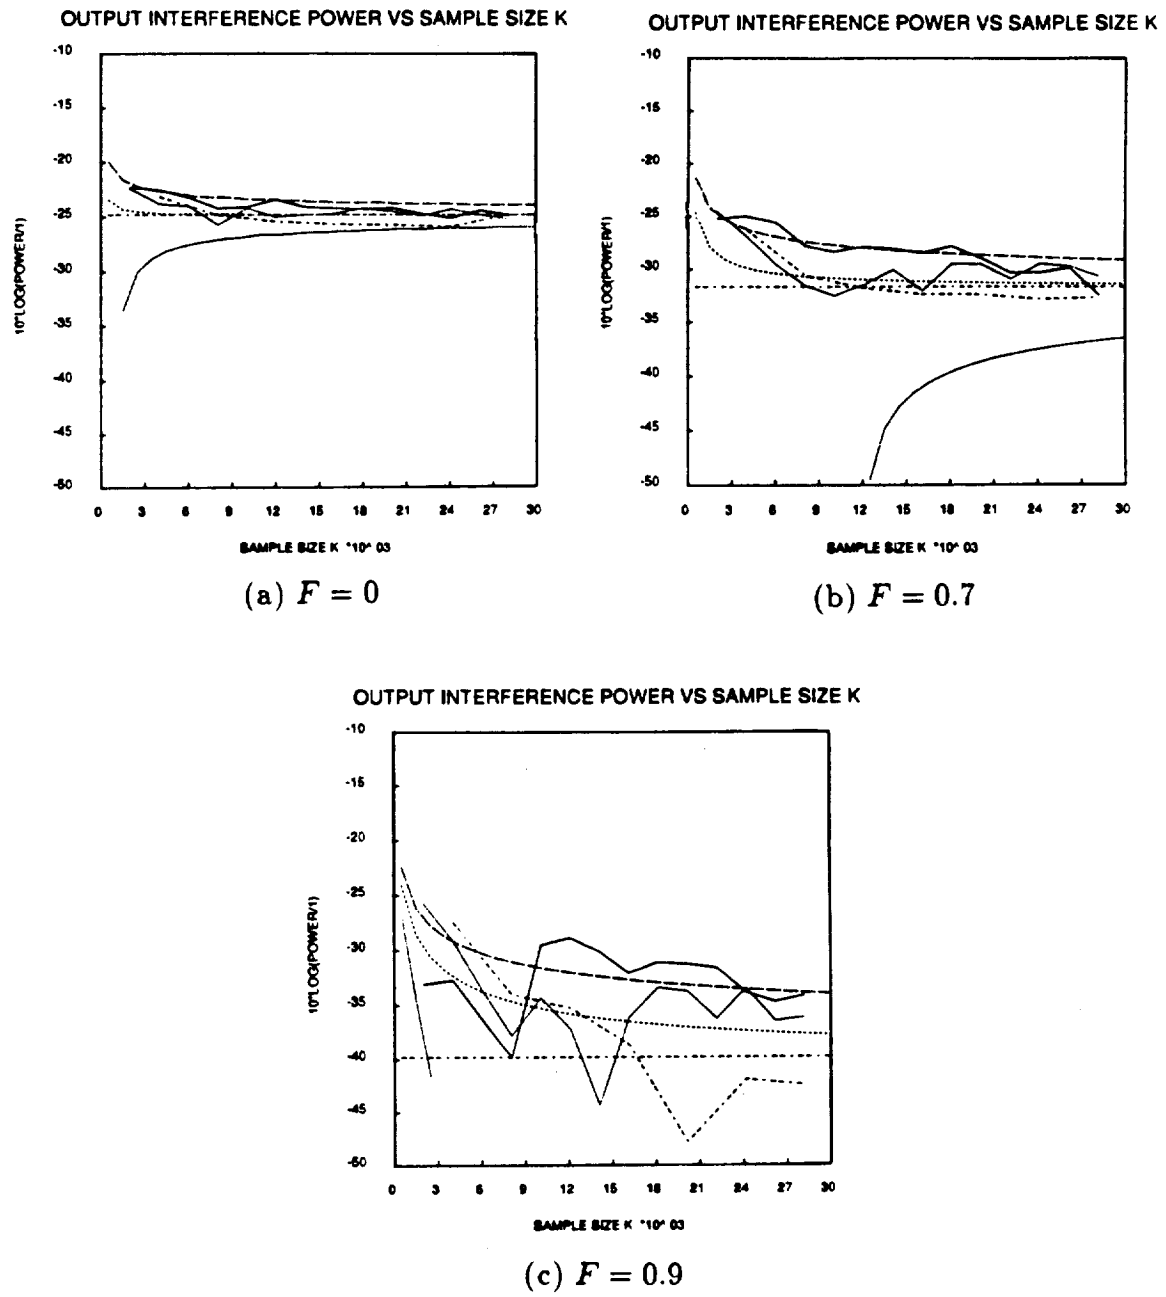 OUTPUT INTERFERENCE POWER VS SAMPLE SIZE K
-10
-15
-20
-25
-30
-35
-40
-45
-50
10*LOG(POWER/1)
0 3 6 9 12 15 18 21 24 27 30
SAMPLE SIZE K *10^ 03
(a) F = 0
OUTPUT INTERFERENCE POWER VS SAMPLE SIZE K
-10
-15
-20
-25
-30
-35
-40
-45
-50
10*LOG(POWER/1)
0 3 6 9 12 15 18 21 24 27 30
SAMPLE SIZE K *10^ 03
(b) F = 0.7
OUTPUT INTERFERENCE POWER VS SAMPLE SIZE K
-10
-15
-20
-25
-30
-35
-40
-45
-50
10*LOG(POWER/1)
0 3 6 9 12 15 18 21 24 27 30
SAMPLE SIZE K *10^ 03
(c) F = 0.9